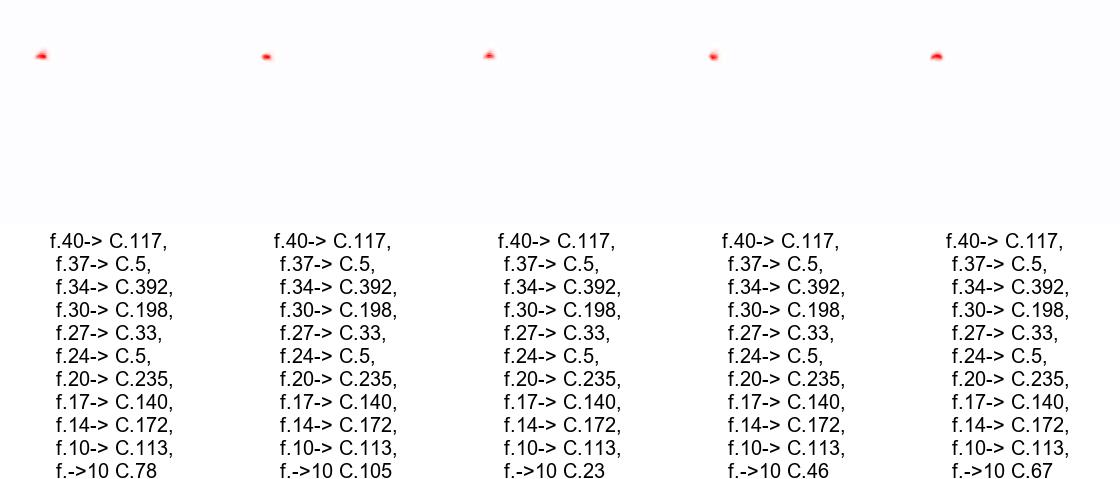 f.40-> C.117,
f.37-> C.5,
f.34-> C.392,
f.30-> C.198,
f.27-> C.33,
f.24-> C.5,
f.20-> C.235,
f.17-> C.140,
f.14-> C.172,
f.10-> C.113,
f.->10 C.78
f.40-> C.117,
f.37-> C.5,
f.34-> C.392,
f.30-> C.198,
f.27-> C.33,
f.24-> C.5,
f.20-> C.235,
f.17-> C.140,
f.14-> C.172,
f.10-> C.113,
f.->10 C.105
f.40-> C.117,
f.37-> C.5,
f.34-> C.392,
f.30-> C.198,
f.27-> C.33,
f.24-> C.5,
f.20-> C.235,
f.17-> C.140,
f.14-> C.172,
f.10-> C.113,
f.->10 C.23
f.40-> C.117,
f.37-> C.5,
f.34-> C.392,
f.30-> C.198,
f.27-> C.33,
f.24-> C.5,
f.20-> C.235,
f.17-> C.140,
f.14-> C.172,
f.10-> C.113,
f.->10 C.46
f.40-> C.117,
f.37-> C.5,
f.34-> C.392,
f.30-> C.198,
f.27-> C.33,
f.24-> C.5,
f.20-> C.235,
f.17-> C.140,
f.14-> C.172,
f.10-> C.113,
f.->10 C.67